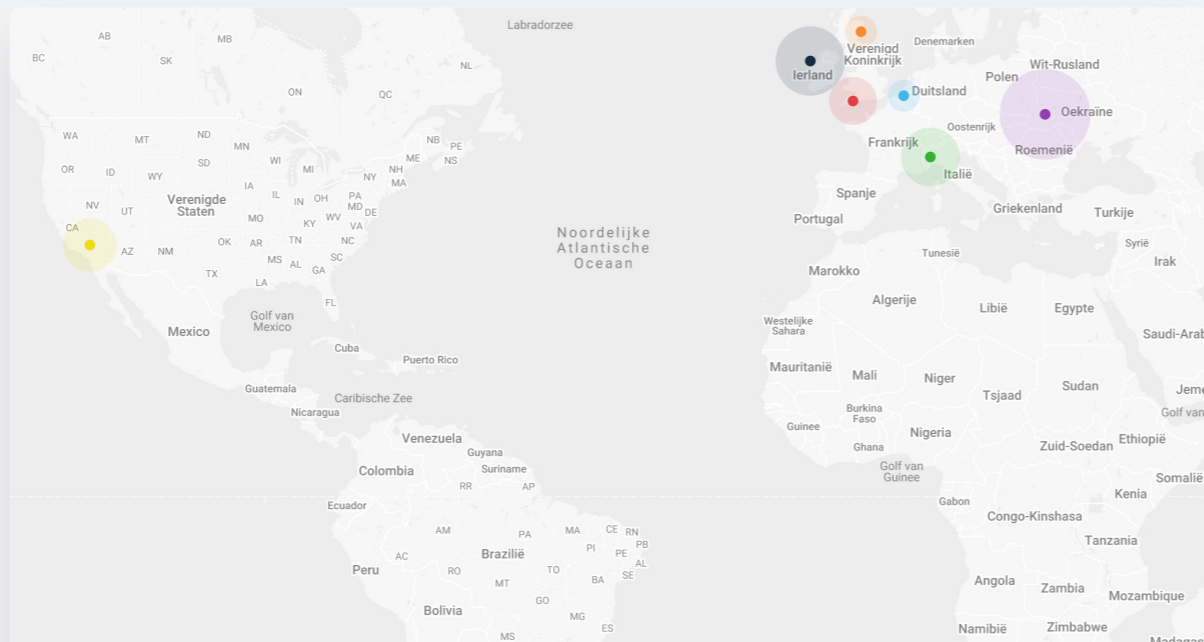 Labradorzee
AB
MB
BC
SK
NL
ON
QC
WA
MT
ND
MN
NB
PE
OR
ID
SD
WI
MI
ME
NS
WY
NH
NY
MA
IA
IL
IN
OH
PA
MD
DE
NV
UT
Verenigde
Staten
MO
KY
WV
VA
CA
AZ
NM
OK
AR
TN
NC
MS
AL
SC
GA
TX
LA
FL
Golf van
Mexico
Mexico
Cuba
Puerto Rico
Guatemala
Caribische Zee
Nicaragua
Venezuela
Guyana
Colombia
Suriname
RR
AP
Ecuador
AM
PA
MA
CE
RN
PB
PI
PE
AL
AC
Brazilië
SE
RO
TO
BA
Peru
MT
GO
Bolivia
MG
ES
MS
Noordelijke
Atlantische
Oceaan
Verenigd
Koninkrijk
Ierland
Denemarken
Wit-Rusland
Polen
Duitsland
Oekraïne
Oostenrijk
Frankrijk
Roemenië
Italië
Spanje
Portugal
Griekenland
Turkije
Syrië
Irak
Tunesië
Marokko
Algerije
Libië
Egypte
Westelijke
Sahara
Saudi-Arab
Mauritanië
Mali
Niger
Tsjaad
Sudan
Jeme
Golf van
Burkina
Faso
Guinee
Ghana
Nigeria
Zuid-Soedan
Ethiopië
Golf van
Guinee
Somalië
Gabon
Kenia
Congo-Kinshasa
Tanzania
Angola
Zambia
Mozambique
Namibië
Zimbabwe
Madagas